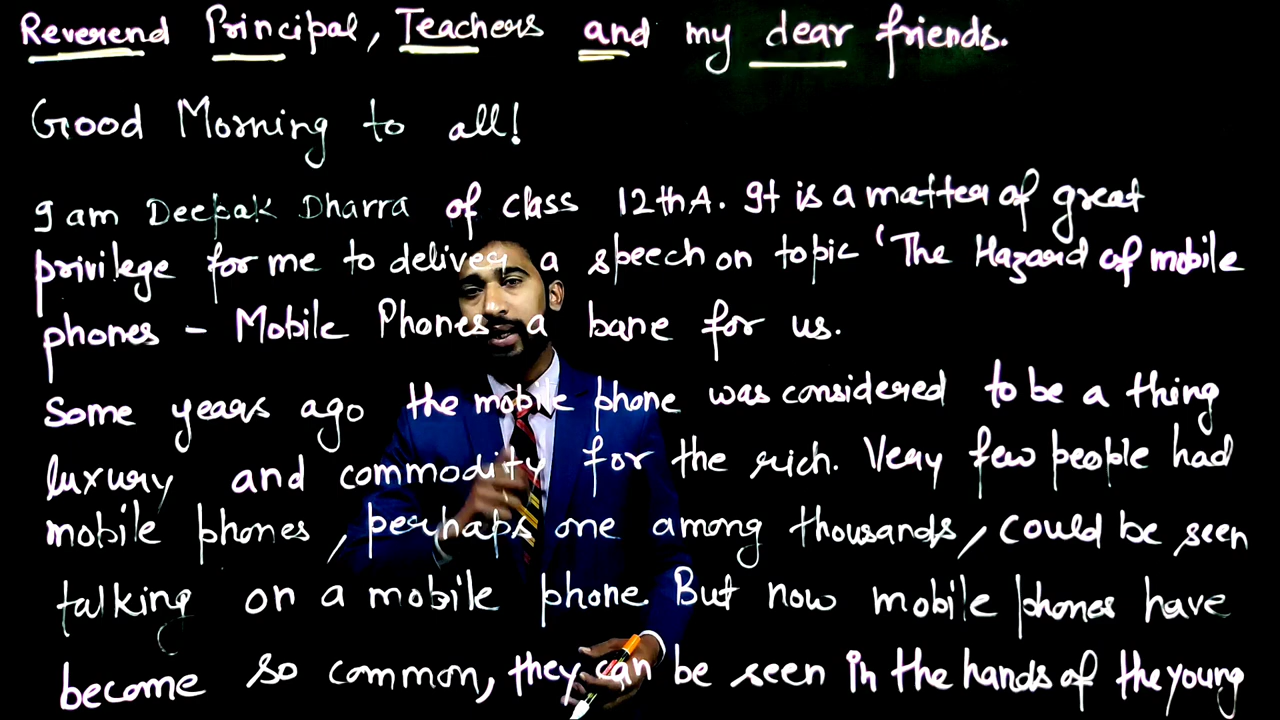 Reverend Principal, Teachers and my dear friends.
Good Morning to all!
I am Deepak Dharra of class 12th A. It is a matter of great
privilege for me to deliver a speech on topic 'The Hazard of mobile
phones - Mobile Phones a bane for us.
Some years ago the mobile phone was considered to be a thing
luxury and commodity for the rich. Very few people had
mobile phones, perhaps one among thousands, could be seen
talking on a mobile phone. But now mobile phones have
become so common, they can be seen in the hands of the young